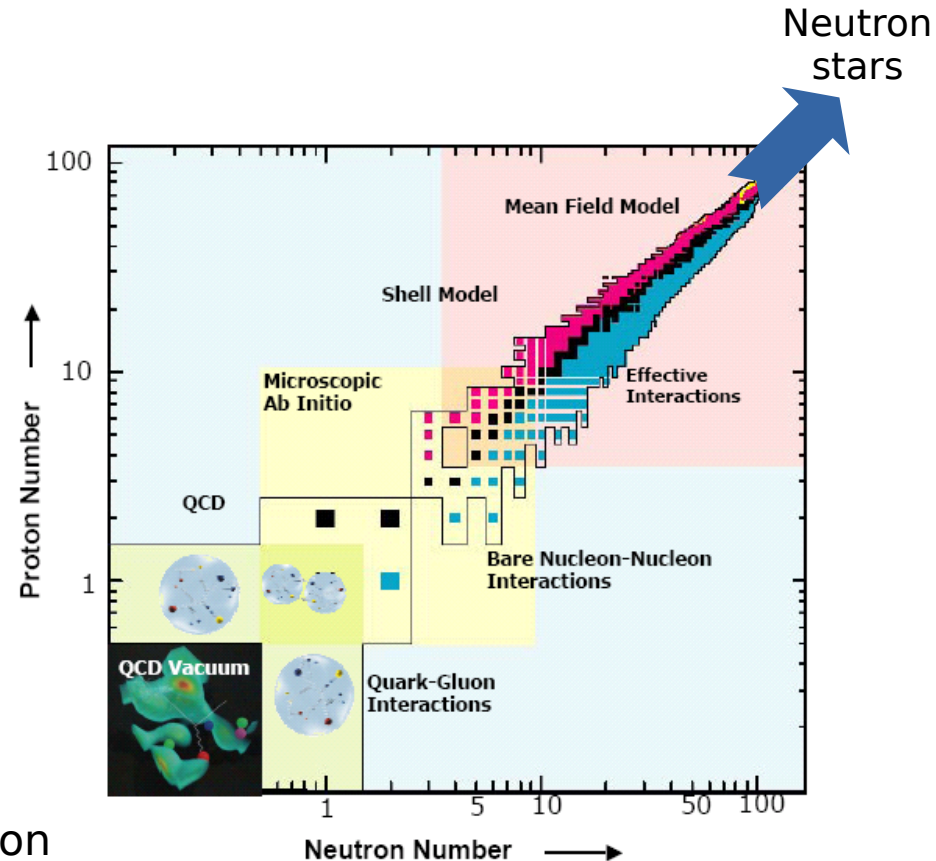 Neutron
stars
100
Mean Field Model
Shell Model
10
Microscopic
Ab Initio
Effective
Interactions
QCD
Bare Nucleon-Nucleon
Interactions
1
QCD Vacuum
Quark-Gluon
Interactions
Proton Number
1
5
10
50
100
on
Neutron Number